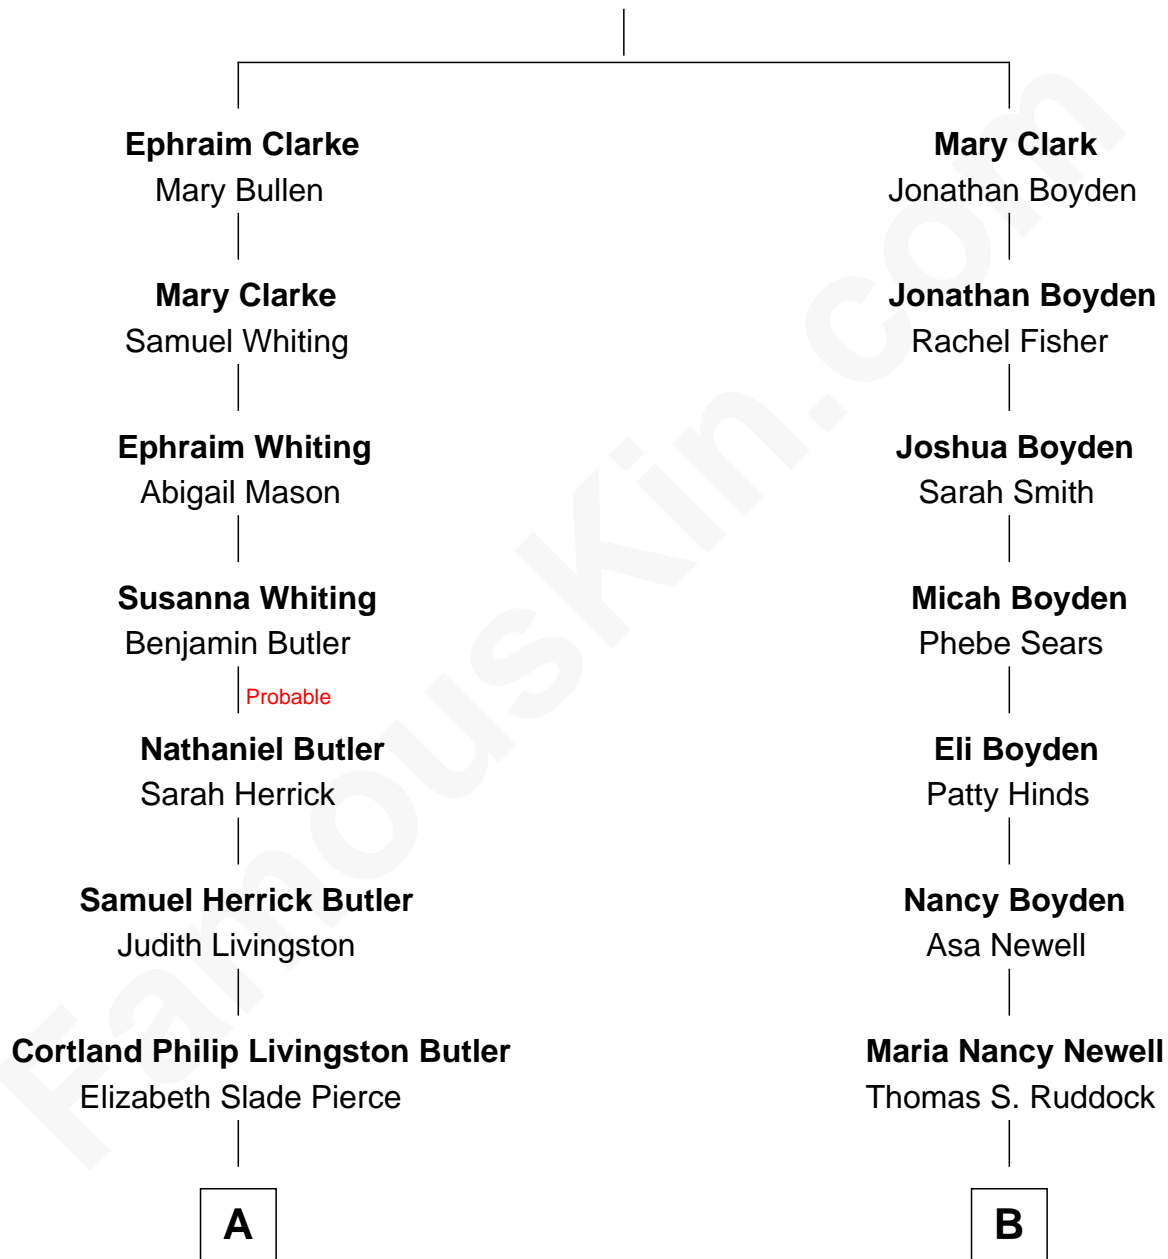 Ephraim Clarke
Mary Bullen
Mary Clarke
Samuel Whiting
Ephraim Whiting
Abigail Mason
Susanna Whiting
Benjamin Butler
Probable
Nathaniel Butler
Sarah Herrick
Samuel Herrick Butler
Judith Livingston
Cortland Philip Livingston Butler
Elizabeth Slade Pierce
A
Mary Clark
Jonathan Boyden
Jonathan Boyden
Rachel Fisher
Joshua Boyden
Sarah Smith
Micah Boyden
Phebe Sears
Eli Boyden
Patty Hinds
Nancy Boyden
Asa Newell
Maria Nancy Newell
Thomas S. Ruddock
B
FamousKin.com